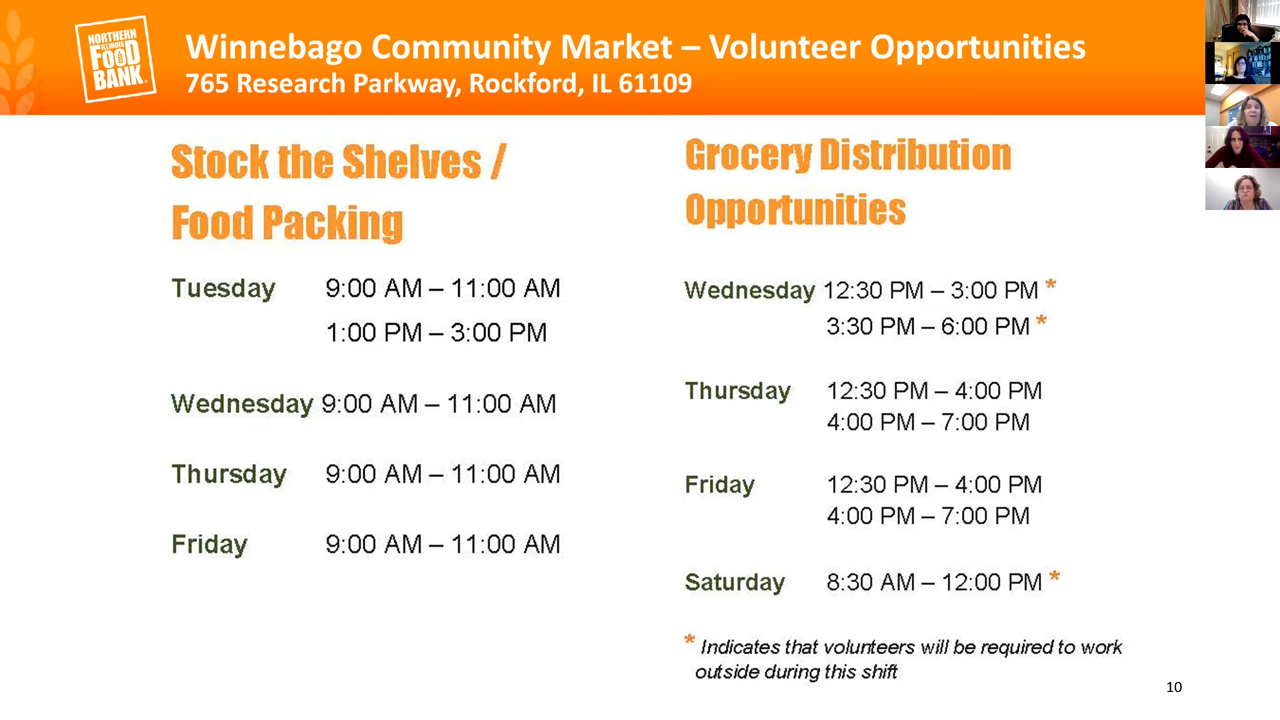 NORTHERN
ILLINOIS
FOOD
BANK
Winnebago Community Market – Volunteer Opportunities
765 Research Parkway, Rockford, IL 61109
Stock the Shelves /
Food Packing
Tuesday 9:00 AM – 11:00 AM
1:00 PM – 3:00 PM
Wednesday 9:00 AM – 11:00 AM
Thursday 9:00 AM – 11:00 AM
Friday 9:00 AM – 11:00 AM
Grocery Distribution
Opportunities
Wednesday 12:30 PM – 3:00 PM *
3:30 PM – 6:00 PM *
Thursday 12:30 PM – 4:00 PM
4:00 PM – 7:00 PM
Friday 12:30 PM – 4:00 PM
4:00 PM – 7:00 PM
Saturday 8:30 AM – 12:00 PM *
* Indicates that volunteers will be required to work
outside during this shift
10